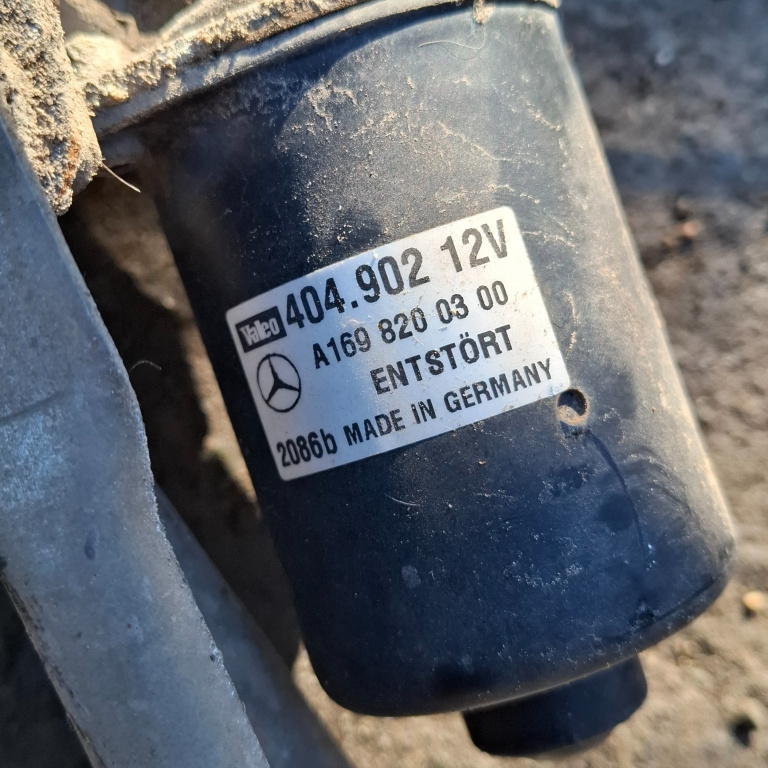 Valeo 404.902 12V
A169 820 03 00
ENTSTÖRT
2086b MADE IN GERMANY